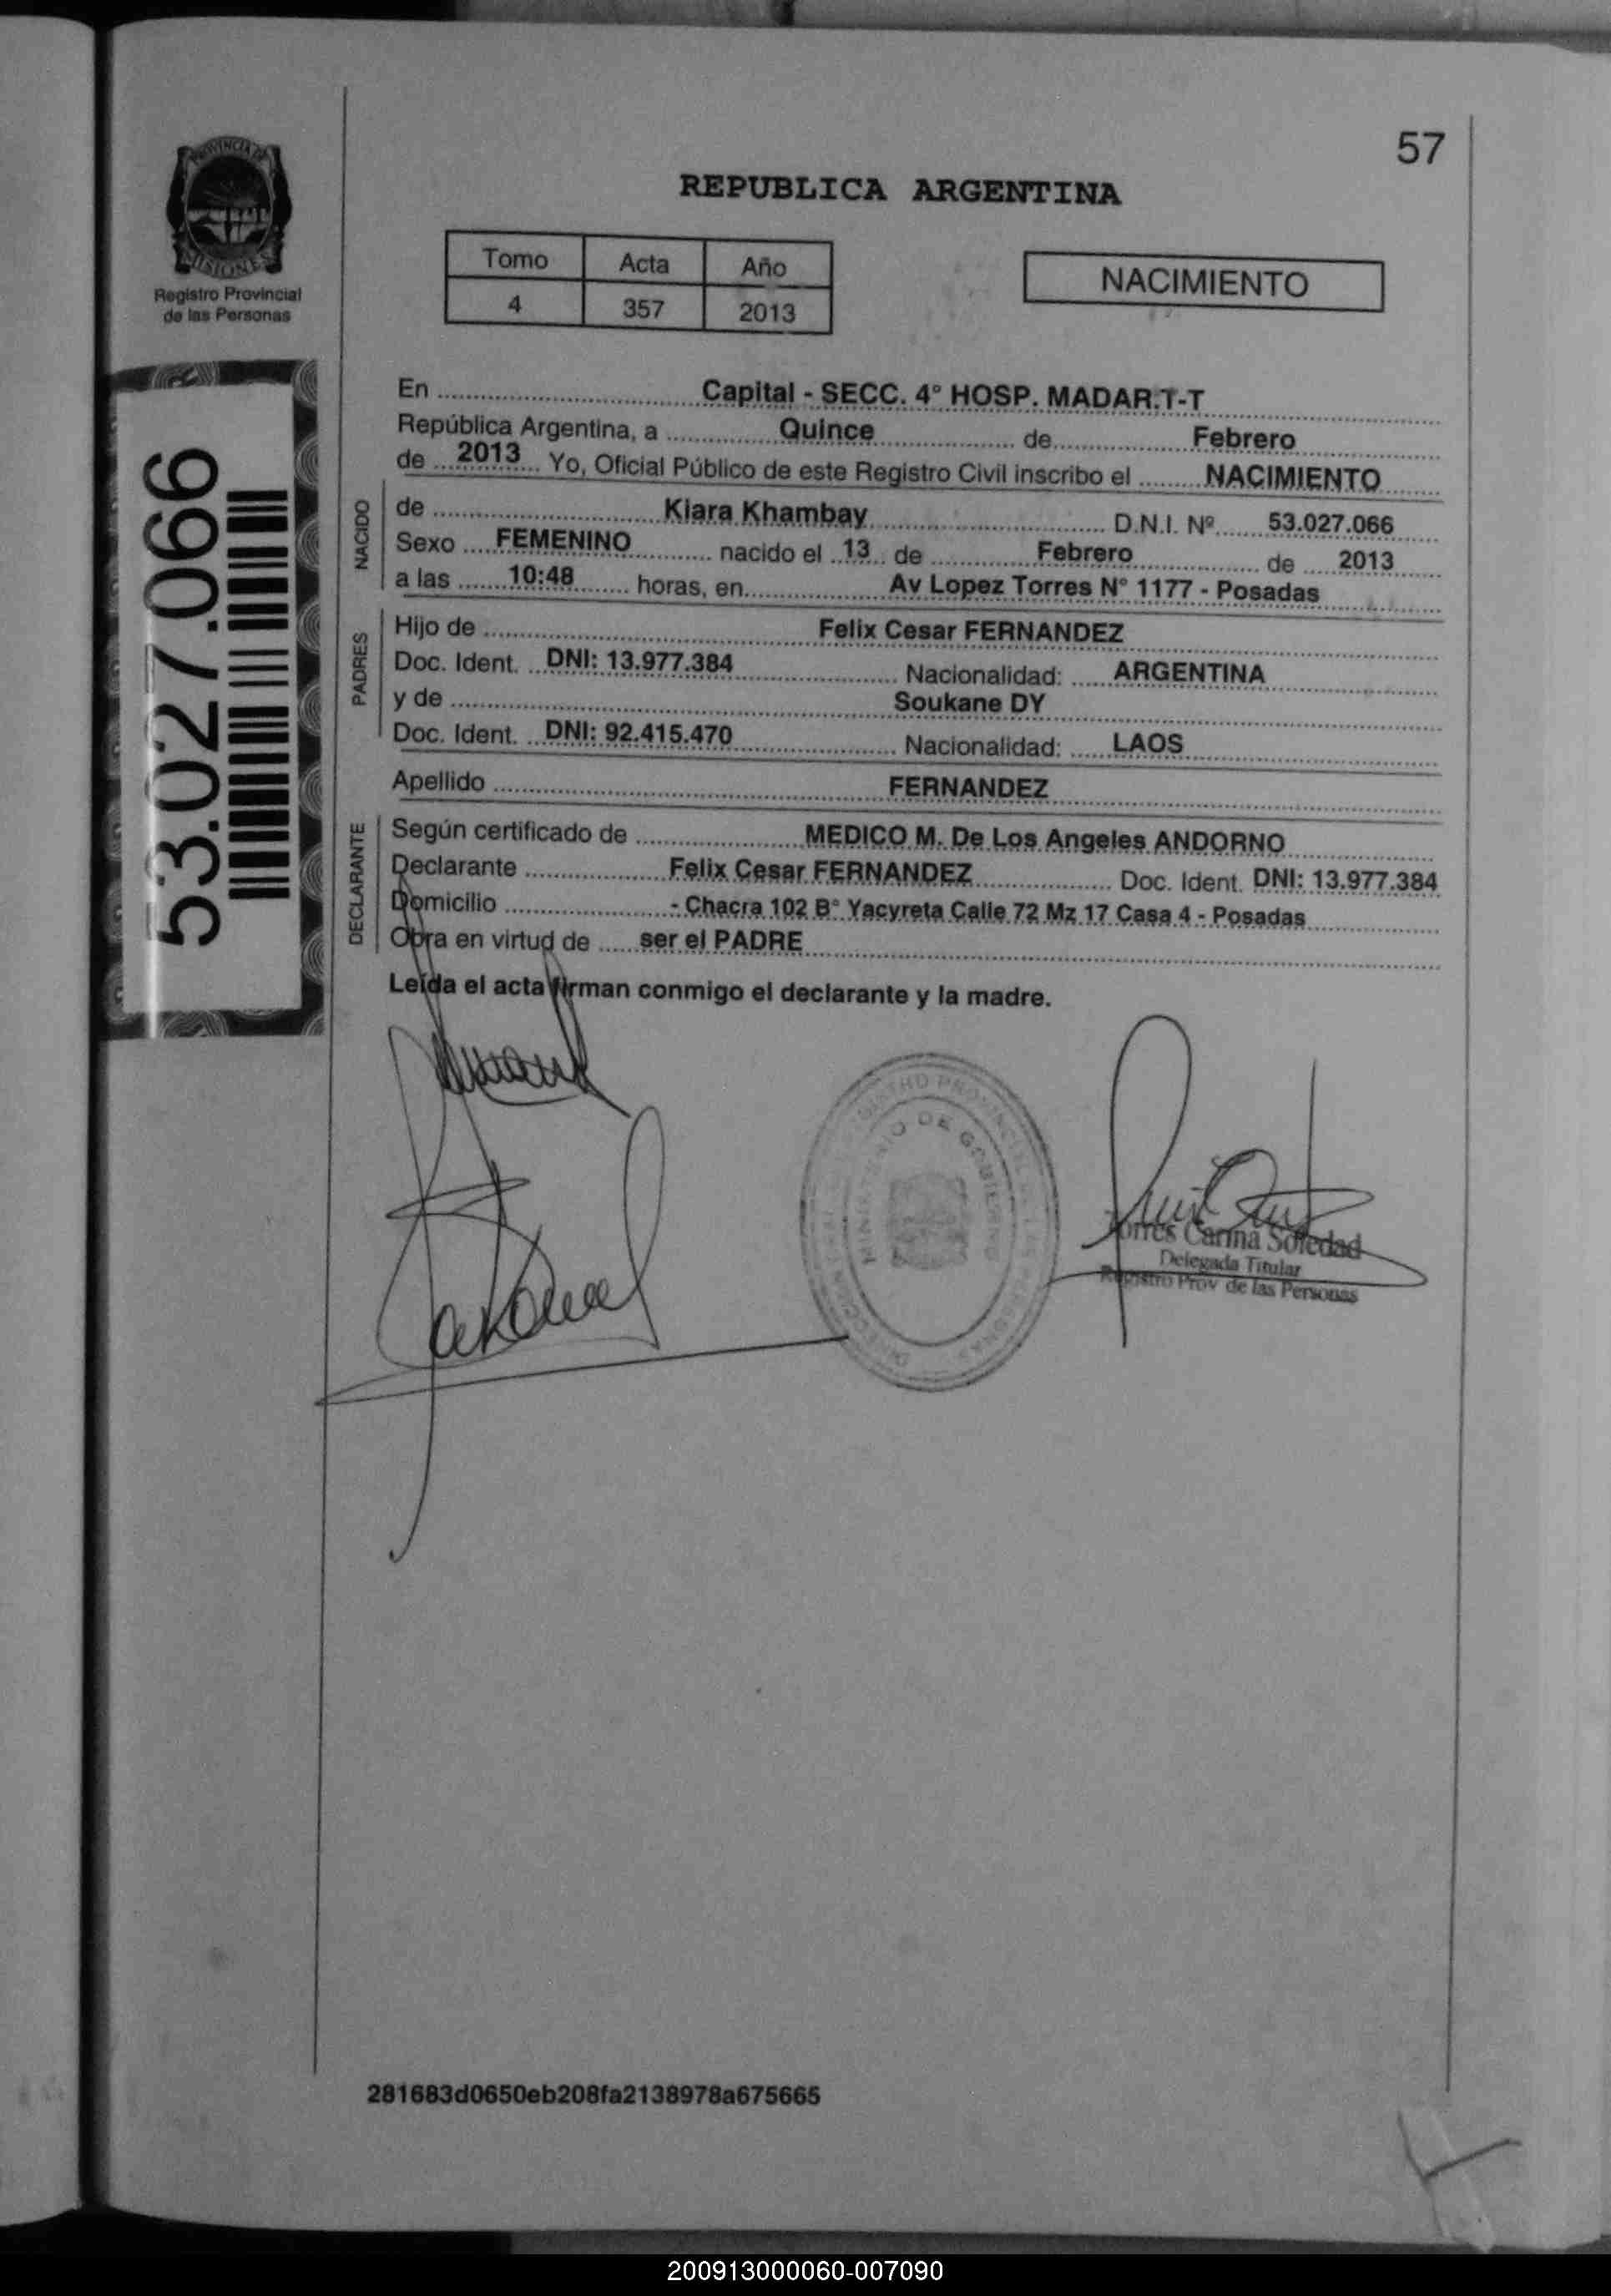 57
PROVINCIA DE
MISIONES
Registro Provincial
de las Personas
REPUBLICA ARGENTINA
Tomo Acta Año
4 357 2013
NACIMIENTO
53.027.066
En Capital - SECC. 4° HOSP. MADAR.T-T
República Argentina, a Quince de Febrero
de 2013 Yo, Oficial Público de este Registro Civil inscribo el NACIMIENTO
NACIDO
de Kiara Khambay D.N.I. Nº 53.027.066
Sexo FEMENINO nacido el 13 de Febrero de 2013
a las 10:48 horas, en Av Lopez Torres N° 1177 - Posadas
PADRES
Hijo de Felix Cesar FERNANDEZ
Doc. Ident. DNI: 13.977.384 Nacionalidad: ARGENTINA
y de Soukane DY
Doc. Ident. DNI: 92.415.470 Nacionalidad: LAOS
Apellido FERNANDEZ
DECLARANTE
Según certificado de MEDICO M. De Los Angeles ANDORNO
Declarante Felix Cesar FERNANDEZ Doc. Ident. DNI: 13.977.384
Domicilio - Chacra 102 B° Yacyreta Calle 72 Mz 17 Casa 4 - Posadas
Obra en virtud de ser el PADRE
Leída el acta firman conmigo el declarante y la madre.
MINISTERIO DE GOBIERNO
Torres Carina Soledad
Delegada Titular
Registro Prov de las Personas
281683d0650eb208fa2138978a675665
200913000060-007090